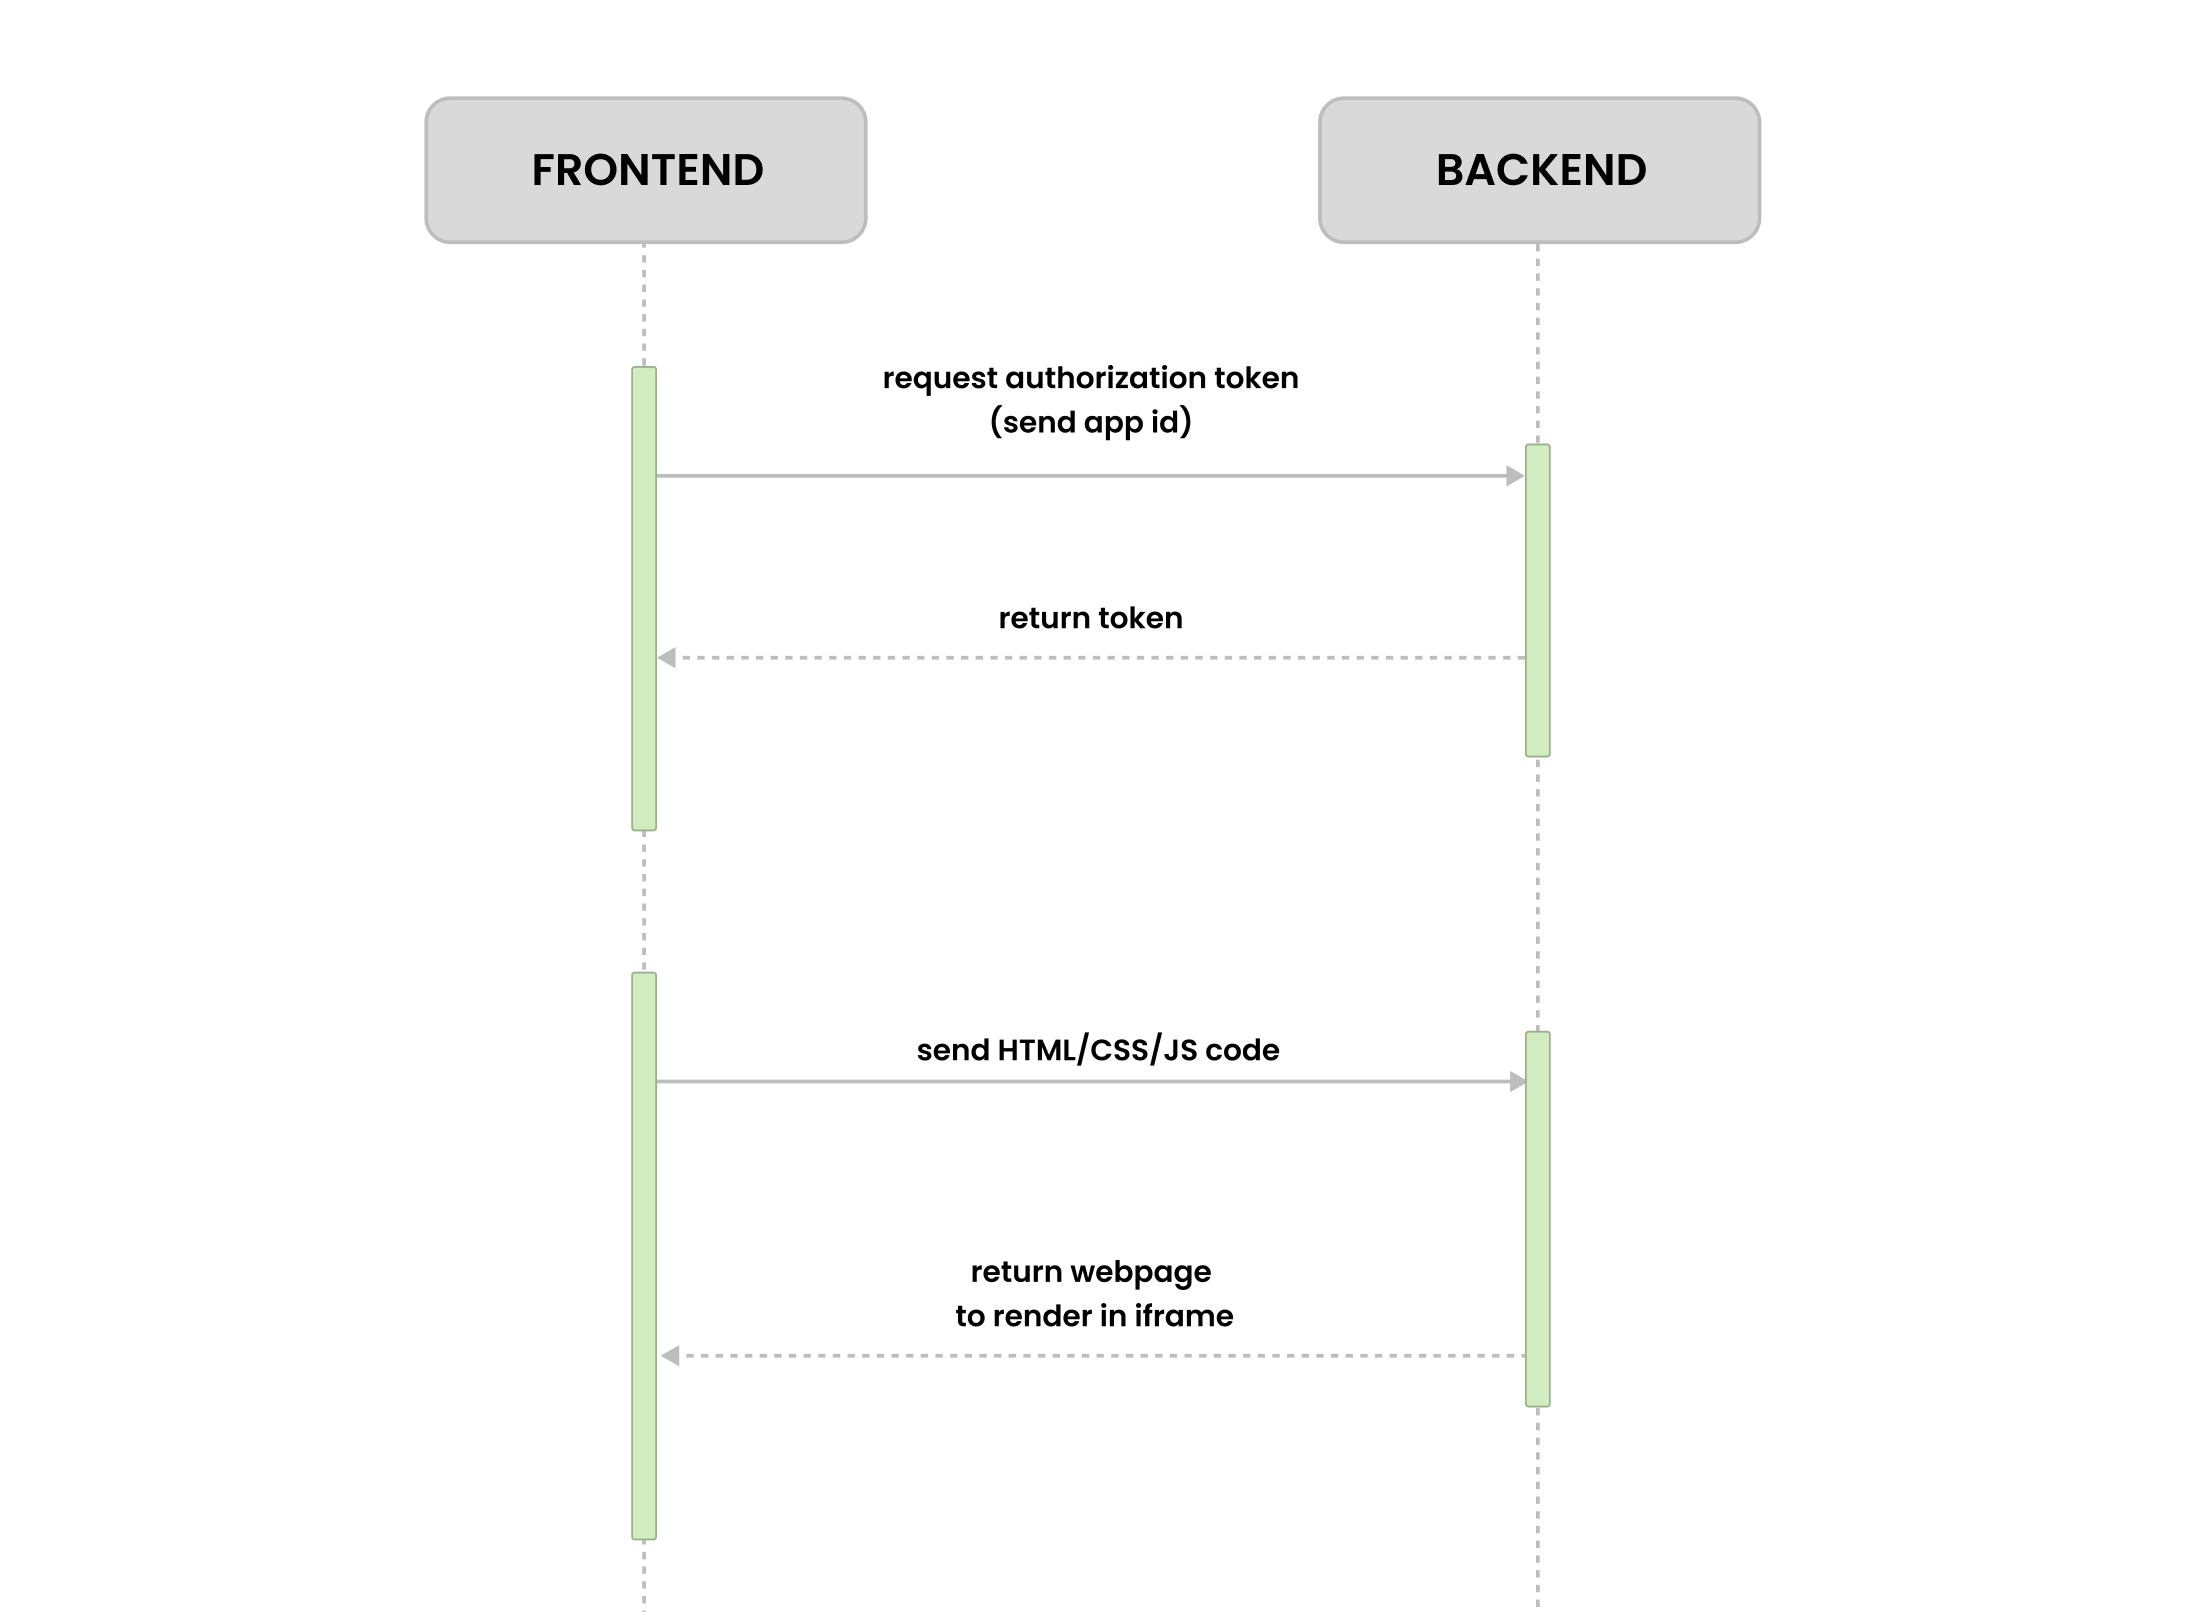 FRONTEND
BACKEND
request authorization token
(send app id)
return token
send HTML/CSS/JS code
return webpage
to render in iframe